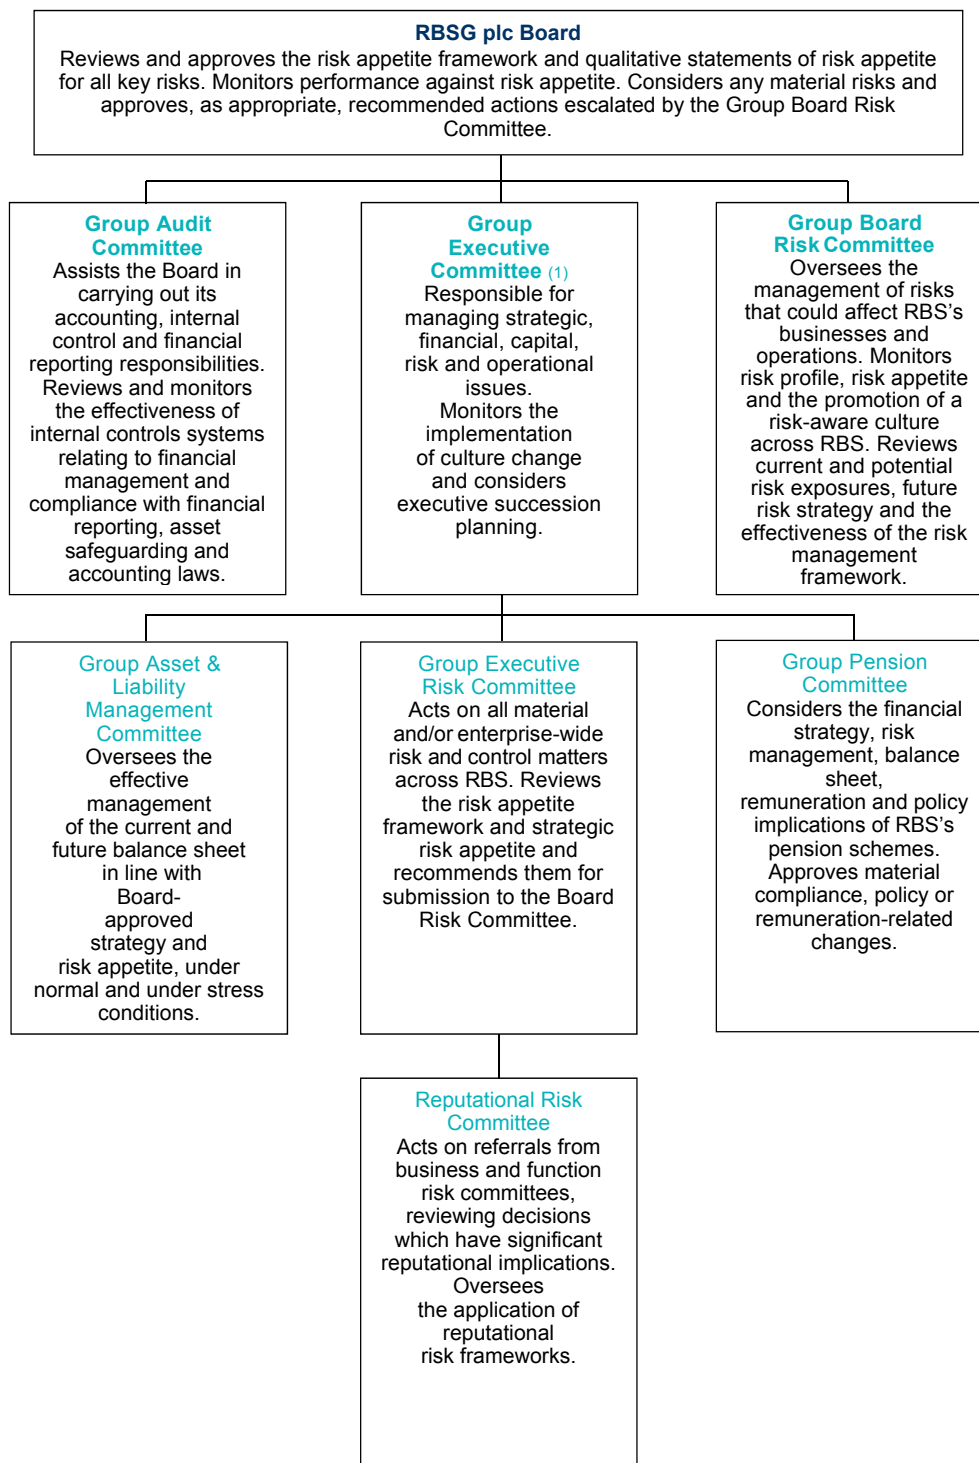 RBSG plc Board
Reviews and approves the risk appetite framework and qualitative statements of risk appetite
for all key risks. Monitors performance against risk appetite. Considers any material risks and
approves, as appropriate, recommended actions escalated by the Group Board Risk
Committee.
Group Audit
Committee
Assists the Board in
carrying out its
accounting, internal
control and financial
reporting responsibilities.
Reviews and monitors
the effectiveness of
internal controls systems
relating to financial
management and
compliance with financial
reporting, asset
safeguarding and
accounting laws.
Group
Executive
Committee (1)
Responsible for
managing strategic,
financial, capital,
risk and operational
issues.
Monitors the
implementation
of culture change
and considers
executive succession
planning.
Group Board
Risk Committee
Oversees the
management of risks
that could affect RBS's
businesses and
operations. Monitors
risk profile, risk appetite
and the promotion of a
risk-aware culture
across RBS. Reviews
current and potential
risk exposures, future
risk strategy and the
effectiveness of the risk
management
framework.
Group Asset &
Liability
Management
Committee
Oversees the
effective
management
of the current and
future balance sheet
in line with
Board-
approved
strategy and
risk appetite, under
normal and under stress
conditions.
Group Executive
Risk Committee
Acts on all material
and/or enterprise-wide
risk and control matters
across RBS. Reviews
the risk appetite
framework and strategic
risk appetite and
recommends them for
submission to the Board
Risk Committee.
Group Pension
Committee
Considers the financial
strategy, risk
management, balance
sheet,
remuneration and policy
implications of RBS's
pension schemes.
Approves material
compliance, policy or
remuneration-related
changes.
Reputational Risk
Committee
Acts on referrals from
business and function
risk committees,
reviewing decisions
which have significant
reputational implications.
Oversees
the application of
reputational
risk frameworks.